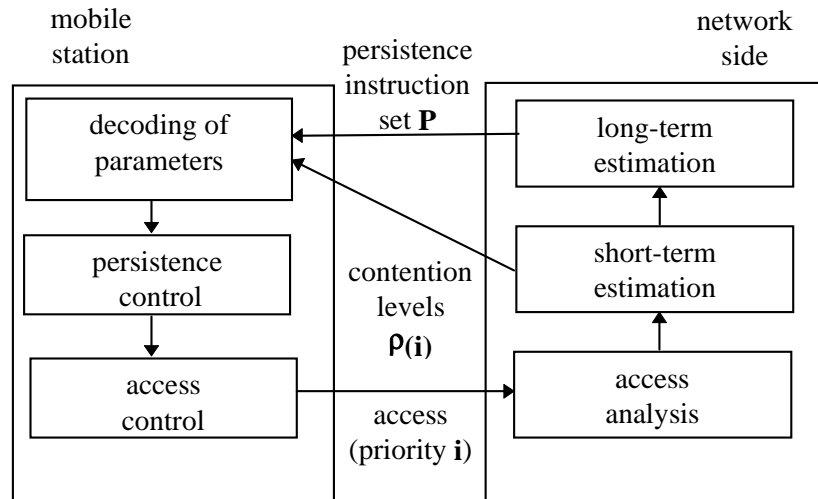 mobile
station
persistence
instruction
set P
network
side
decoding of
parameters
long-term
estimation
persistence
control
short-term
estimation
contention
levels
ρ(i)
access
control
access
(priority i)
access
analysis